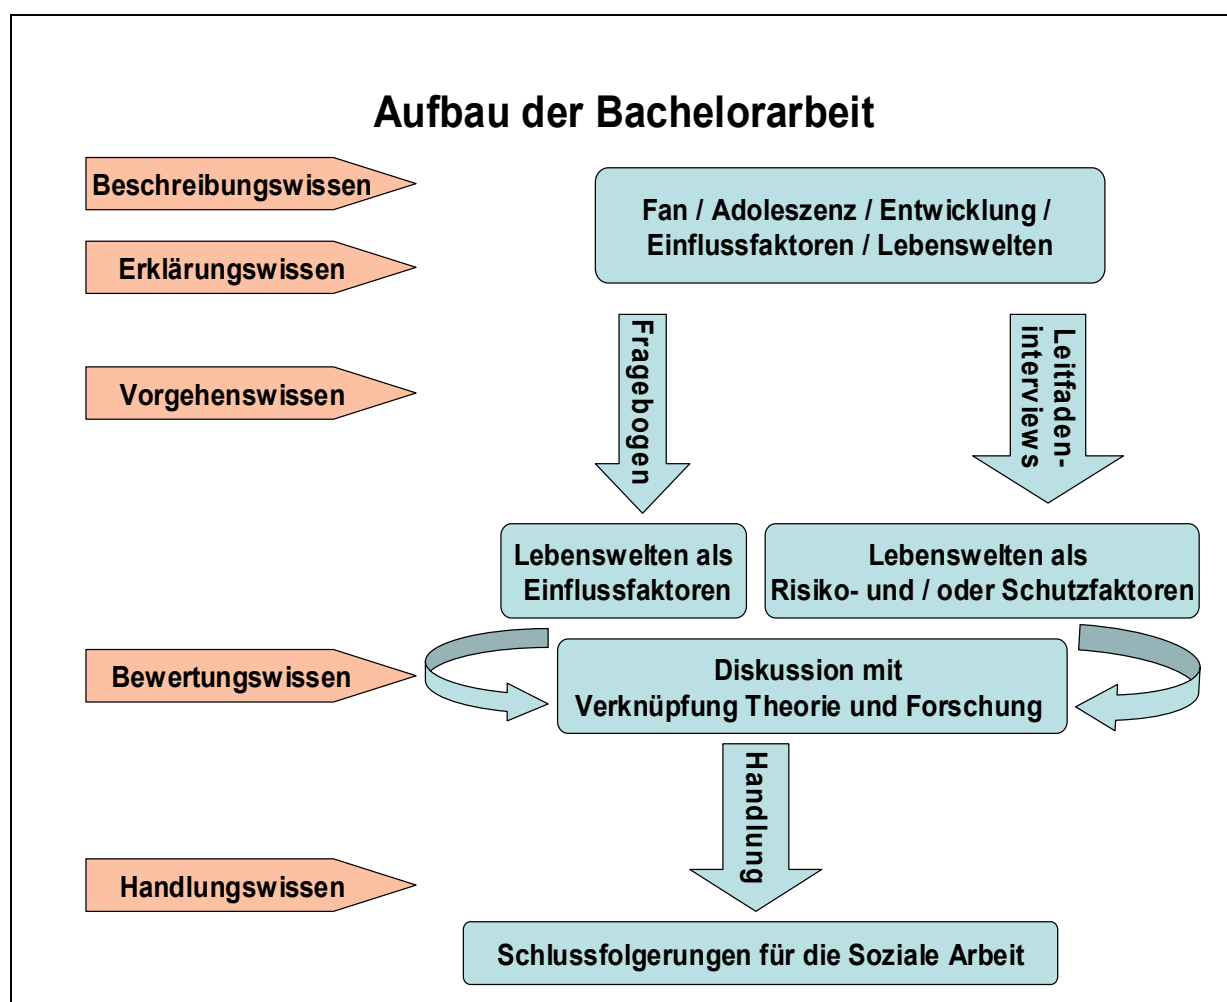 Aufbau der Bachelorarbeit
Beschreibungswissen
Fan / Adoleszenz / Entwicklung /
Einflussfaktoren / Lebenswelten
Erklärungswissen
Vorgehenswissen
Fragebogen
Leitfaden-
interviews
Lebenswelten als
Einflussfaktoren
Lebenswelten als
Risiko- und / oder Schutzfaktoren
Bewertungswissen
Diskussion mit
Verknüpfung Theorie und Forschung
Handlung
Handlungswissen
Schlussfolgerungen für die Soziale Arbeit